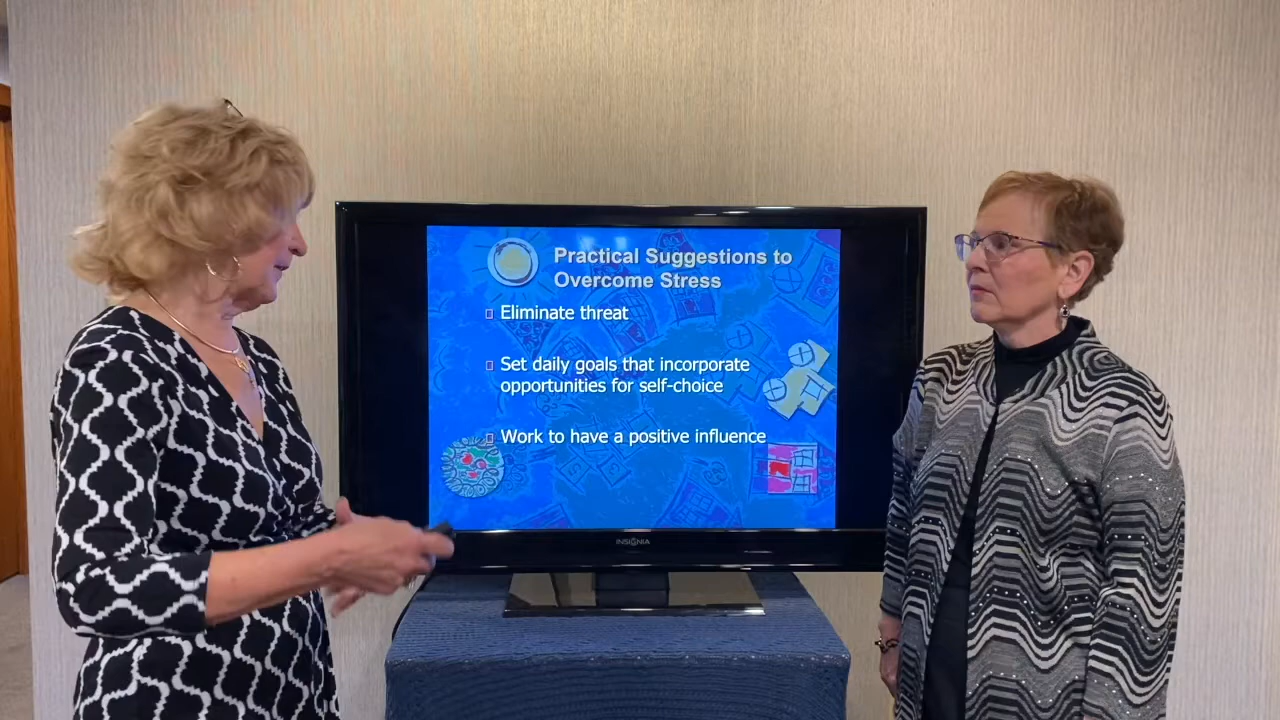 Practical Suggestions to
Overcome Stress
Eliminate threat
Set daily goals that incorporate
opportunities for self-choice
Work to have a positive influence
INSIGNIA